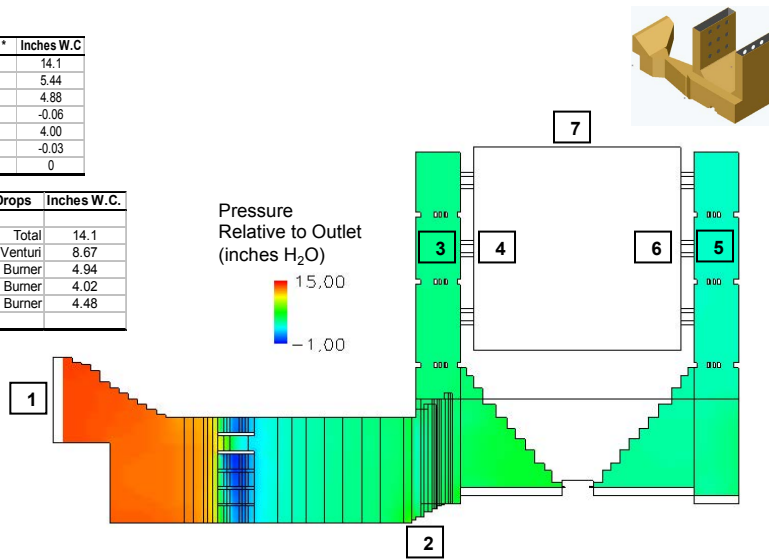 * Inches W.C
14.1
5.44
4.88
-0.06
4.00
-0.03
0
Drops Inches W.C.
Total 14.1
Venturi 8.67
Burner 4.94
Burner 4.02
Burner 4.48
Pressure
Relative to Outlet
(inches H₂O)
15,00
-1,00
7
3 4 6 5
1
2